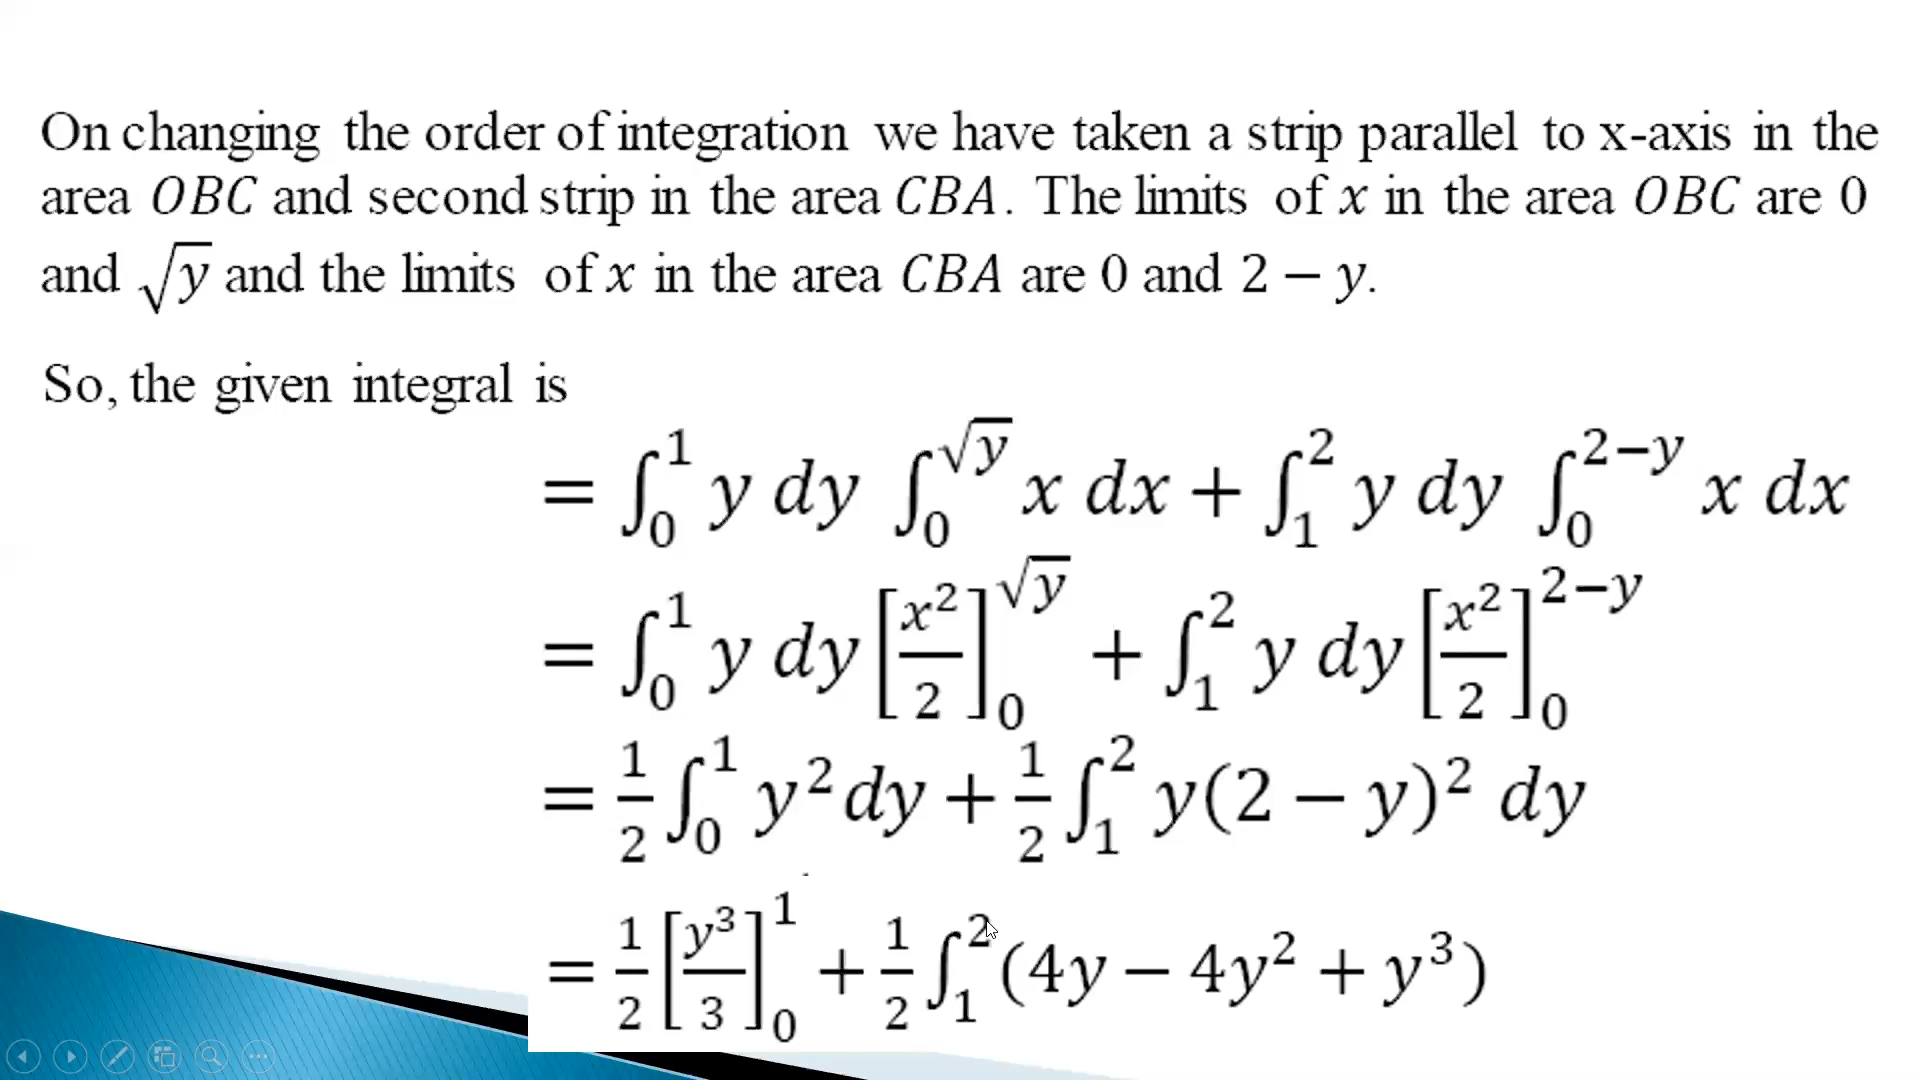 On changing the order of integration we have taken a strip parallel to x-axis in the
area OBC and second strip in the area CBA. The limits of x in the area OBC are 0
and √y and the limits of x in the area CBA are 0 and 2 − y.
So, the given integral is
= ∫₀¹ y dy ∫₀^√y x dx + ∫₁² y dy ∫₀^(2−y) x dx
= ∫₀¹ y dy [x²/2]₀^√y + ∫₁² y dy [x²/2]₀^(2−y)
= 1/2 ∫₀¹ y² dy + 1/2 ∫₁² y(2 − y)² dy
= 1/2 [y³/3]₀¹ + 1/2 ∫₁² (4y − 4y² + y³)